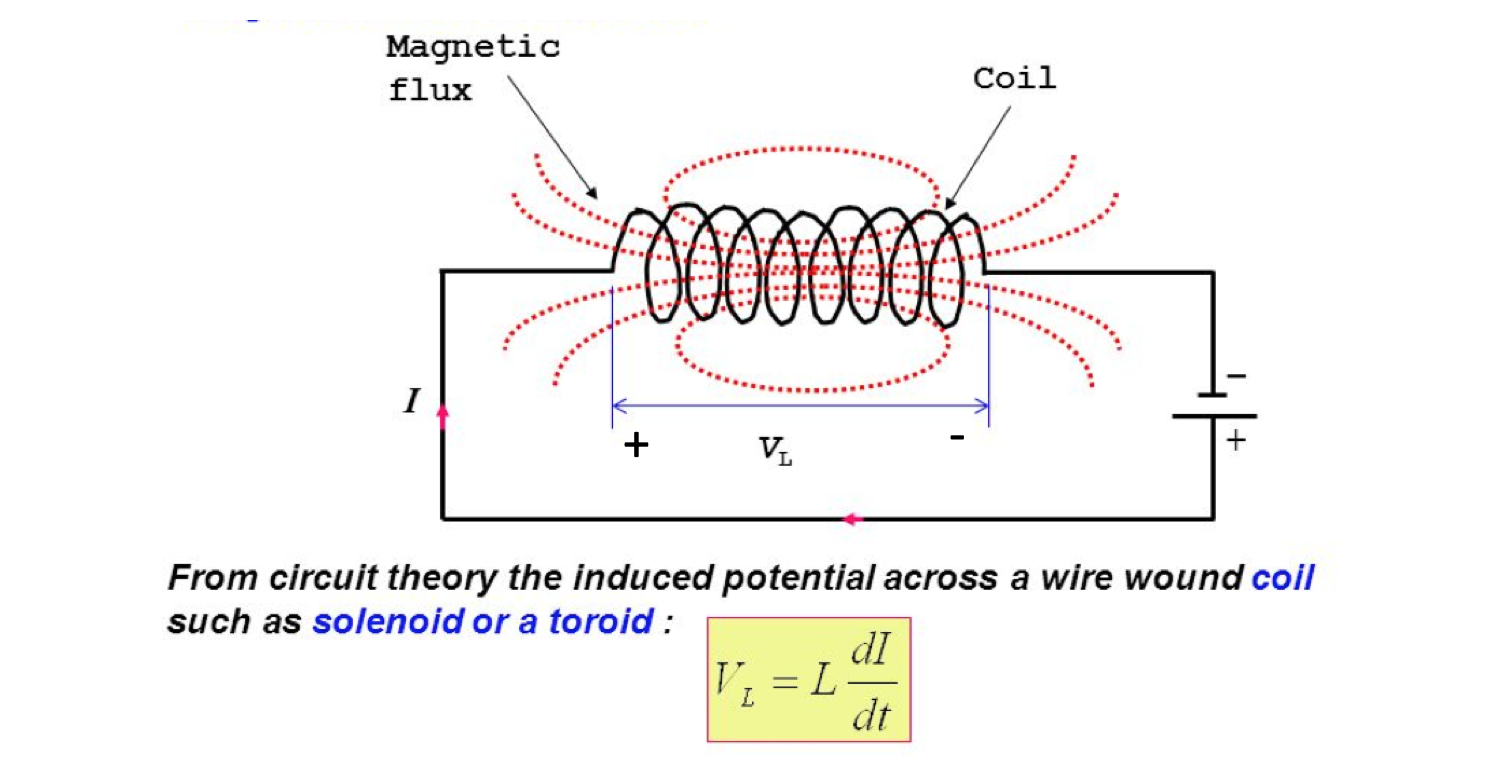 Magnetic
flux
Coil
I
−
+
+ V_L -
From circuit theory the induced potential across a wire wound coil
such as solenoid or a toroid :
V_L = L dI/dt